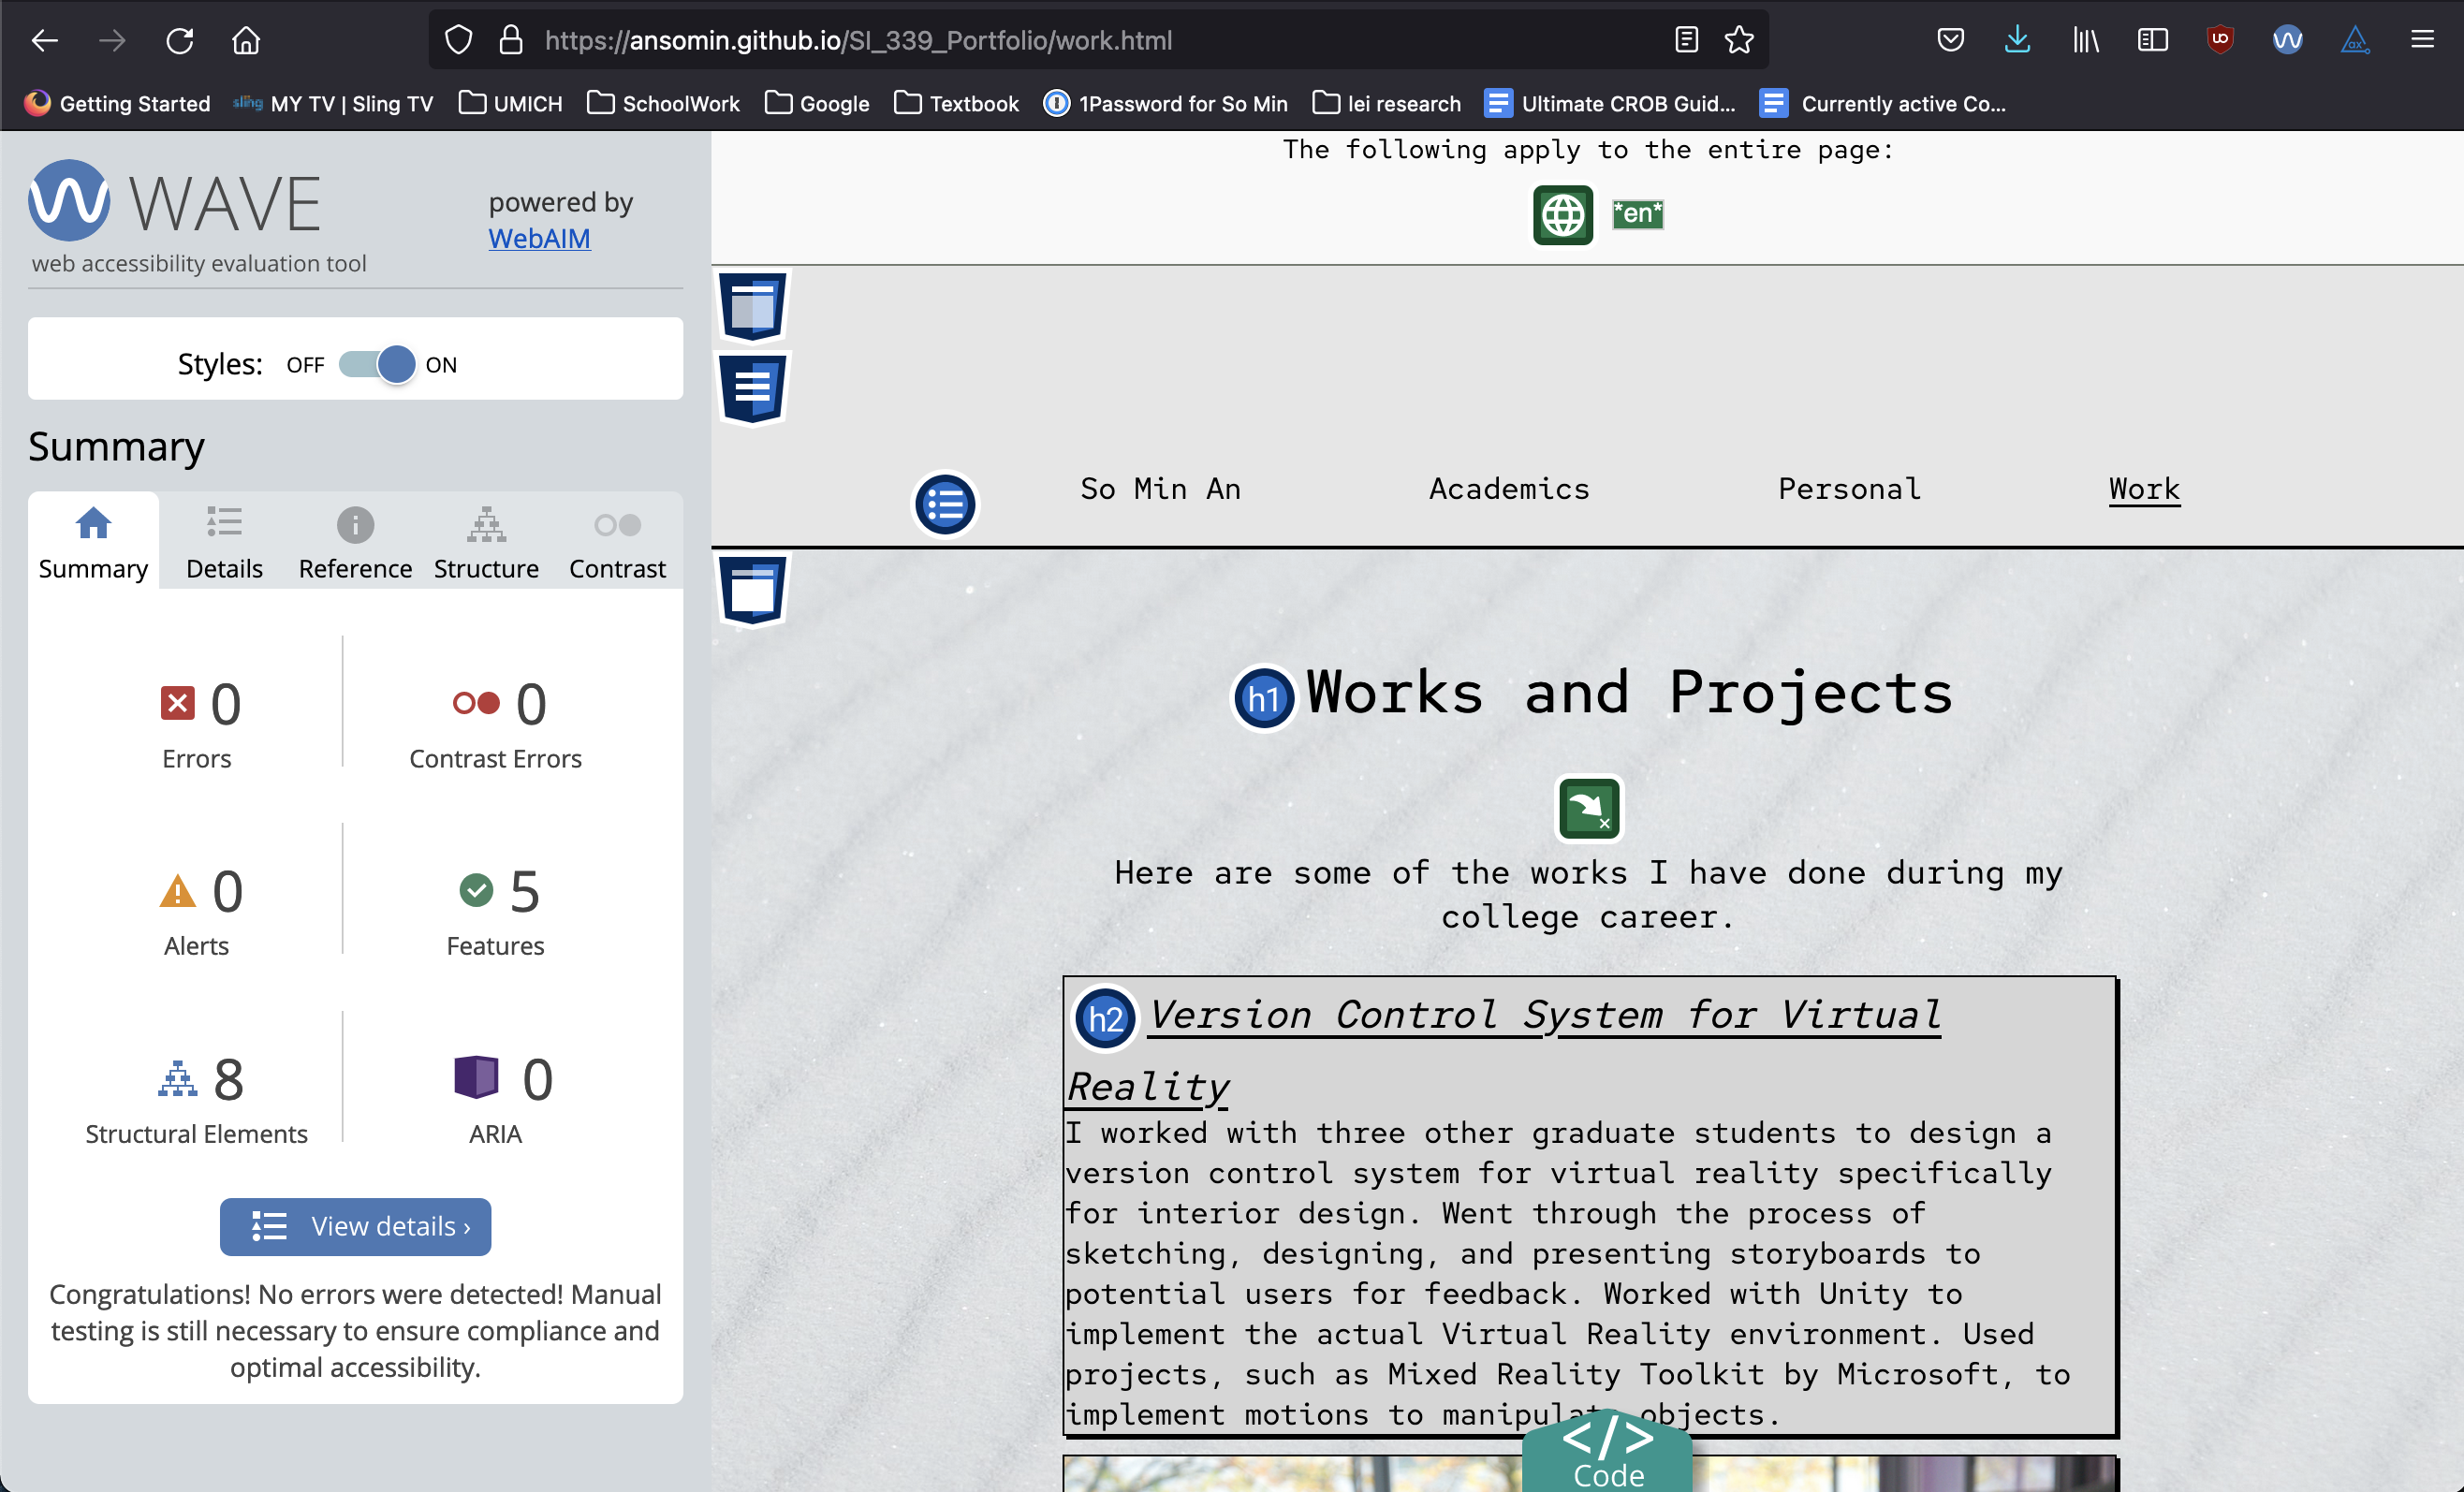 https://ansomin.github.io/SI_339_Portfolio/work.html
Getting Started
sling MY TV | Sling TV
UMICH
SchoolWork
Google
Textbook
1Password for So Min
lei research
Ultimate CROB Guid...
Currently active Co...
WAVE
web accessibility evaluation tool
powered by
WebAIM
Styles: OFF ON
Summary
Summary
Details
Reference
Structure
Contrast
0
Errors
0
Contrast Errors
0
Alerts
5
Features
8
Structural Elements
0
ARIA
View details ›
Congratulations! No errors were detected! Manual
testing is still necessary to ensure compliance and
optimal accessibility.
The following apply to the entire page:
*en*
So Min An
Academics
Personal
Work
h1 Works and Projects
Here are some of the works I have done during my
college career.
h2 Version Control System for Virtual
Reality
I worked with three other graduate students to design a
version control system for virtual reality specifically
for interior design. Went through the process of
sketching, designing, and presenting storyboards to
potential users for feedback. Worked with Unity to
implement the actual Virtual Reality environment. Used
projects, such as Mixed Reality Toolkit by Microsoft, to
implement motions to manipulate objects.
</>
Code